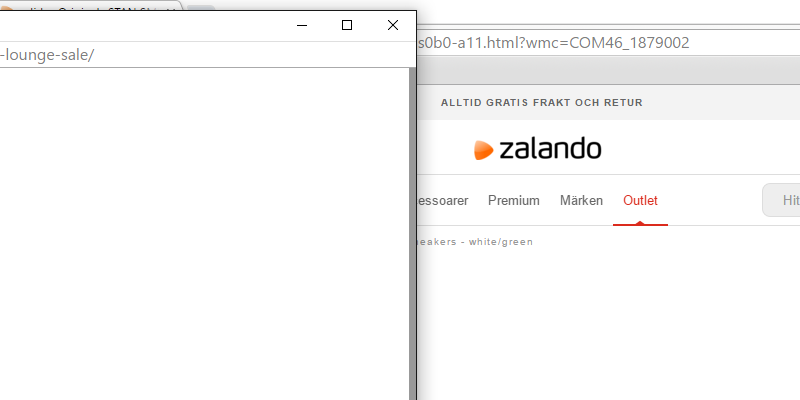 -lounge-sale/
s0b0-a11.html?wmc=COM46_1879002
ALLTID GRATIS FRAKT OCH RETUR
zalando
essoarer Premium Märken Outlet Hit
eakers - white/green